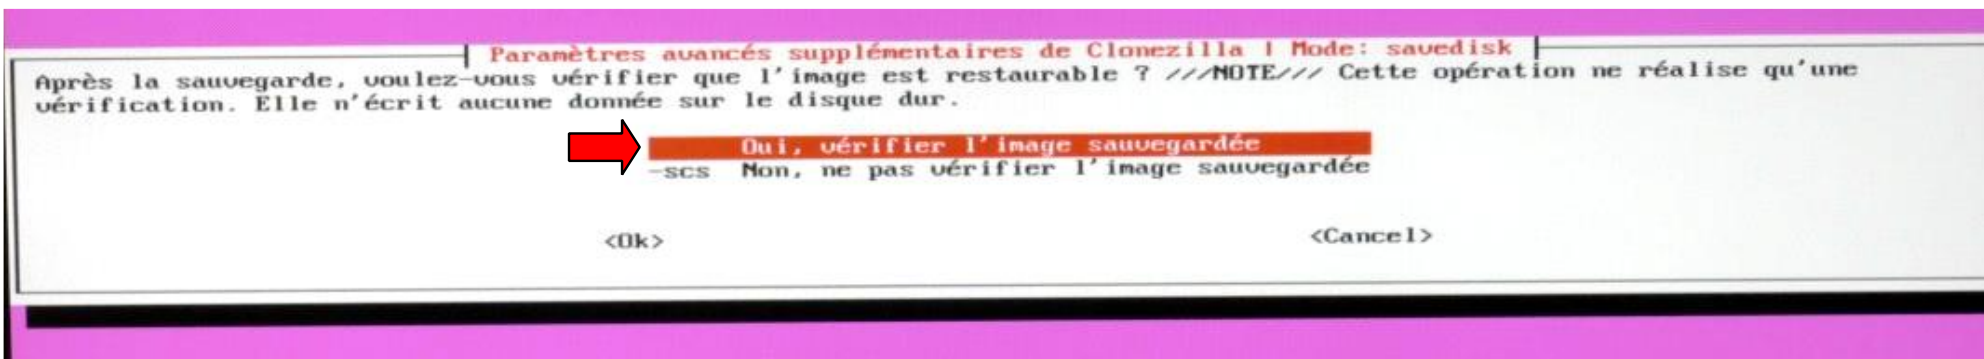 Paramètres avancés supplémentaires de Clonezilla | Mode: savedisk
Après la sauvegarde, voulez-vous vérifier que l'image est restaurable ? ///NOTE/// Cette opération ne réalise qu'une
vérification. Elle n'écrit aucune donnée sur le disque dur.
Oui, vérifier l'image sauvegardée
-scs Non, ne pas vérifier l'image sauvegardée
<Ok> <Cancel>